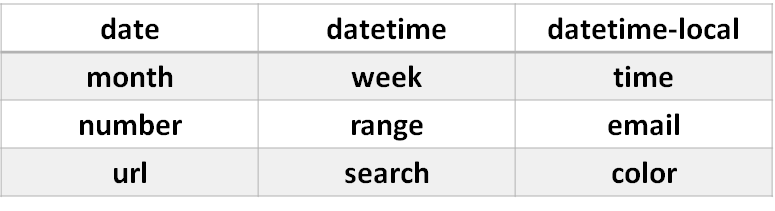 date datetime datetime-local
month week time
number range email
url search color